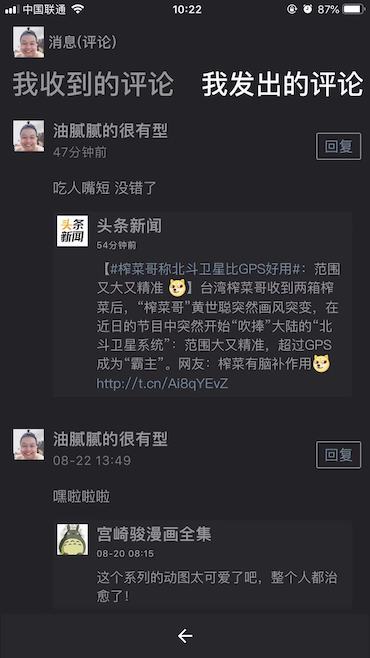 中国联通 10:22 87%
消息(评论)
我收到的评论 我发出的评论
油腻腻的很有型
47分钟前
回复
吃人嘴短 没错了
头条新闻
头条新闻
54分钟前
【#榨菜哥称北斗卫星比GPS好用#：范围
又大又精准】台湾榨菜哥收到两箱榨
菜后，“榨菜哥”黄世聪突然画风突变，在
近日的节目中突然开始“吹捧”大陆的“北
斗卫星系统”：范围大又精准，超过GPS
成为“霸主”。网友：榨菜有脑补作用
http://t.cn/Ai8qYEvZ
油腻腻的很有型
08-22 13:49
回复
嘿啦啦啦
宫崎骏漫画全集
08-20 08:15
这个系列的动图太可爱了吧，整个人都治
愈了！